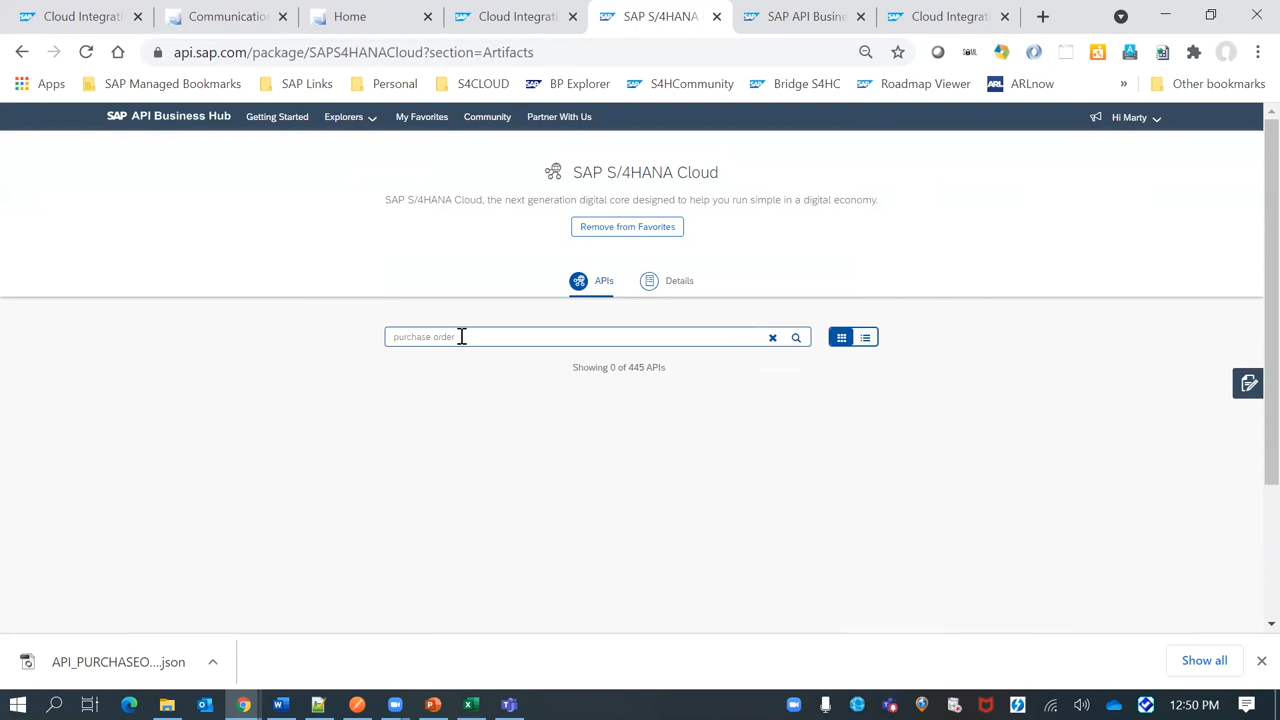 Cloud Integrati
Communicatio
Home
Cloud Integrati
SAP S/4HANA
SAP API Busine
Cloud Integrati
api.sap.com/package/SAPS4HANACloud?section=Artifacts
Apps
SAP Managed Bookmarks
SAP Links
Personal
S4CLOUD
BP Explorer
S4HCommunity
Bridge S4HC
Roadmap Viewer
ARLnow
Other bookmarks
SAP API Business Hub
Getting Started
Explorers
My Favorites
Community
Partner With Us
Hi Marty
SAP S/4HANA Cloud
SAP S/4HANA Cloud, the next generation digital core designed to help you run simple in a digital economy.
Remove from Favorites
APIs
Details
purchase order
Showing 0 of 445 APIs
API_PURCHASEO....json
Show all
12:50 PM